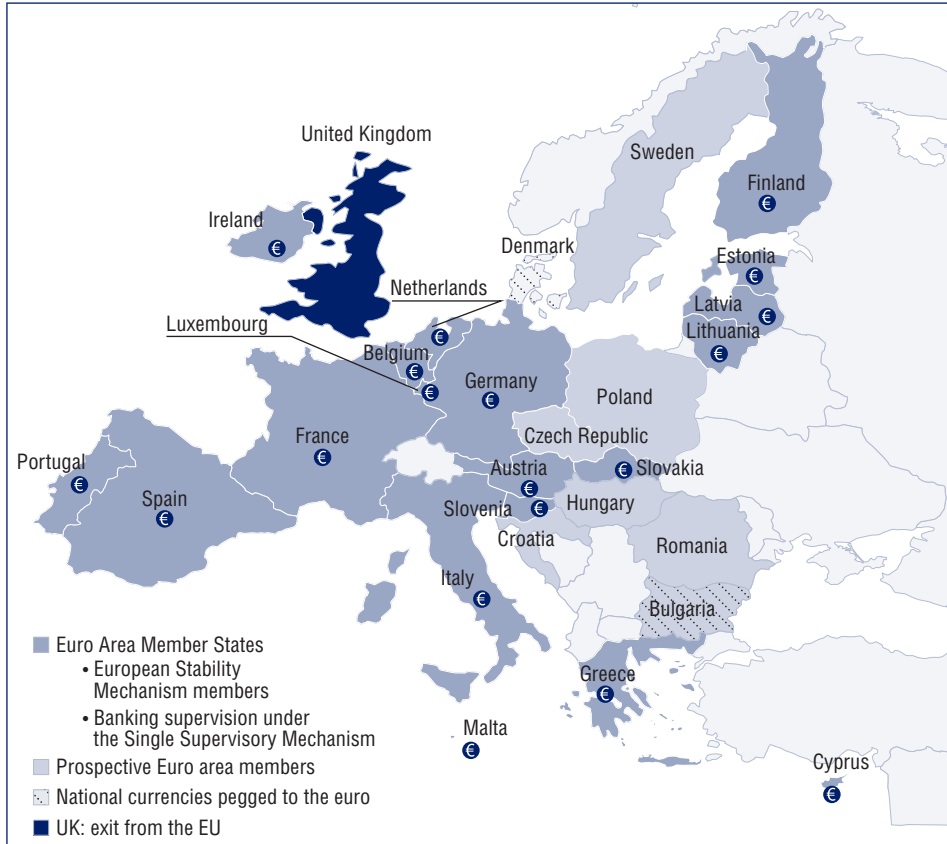 United Kingdom
Sweden
Finland
€
Ireland
€
Denmark
Estonia
€
Netherlands
Latvia
€
Luxembourg
Lithuania
€
€
Belgium
€
€
Germany
€
Poland
France
€
Czech Republic
Portugal
€
Austria
€
Slovakia
€
Spain
€
Slovenia
€
Hungary
Croatia
Romania
Italy
€
Bulgaria
Greece
€
Malta
€
Cyprus
€
Euro Area Member States
• European Stability
Mechanism members
• Banking supervision under
the Single Supervisory Mechanism
Prospective Euro area members
National currencies pegged to the euro
UK: exit from the EU